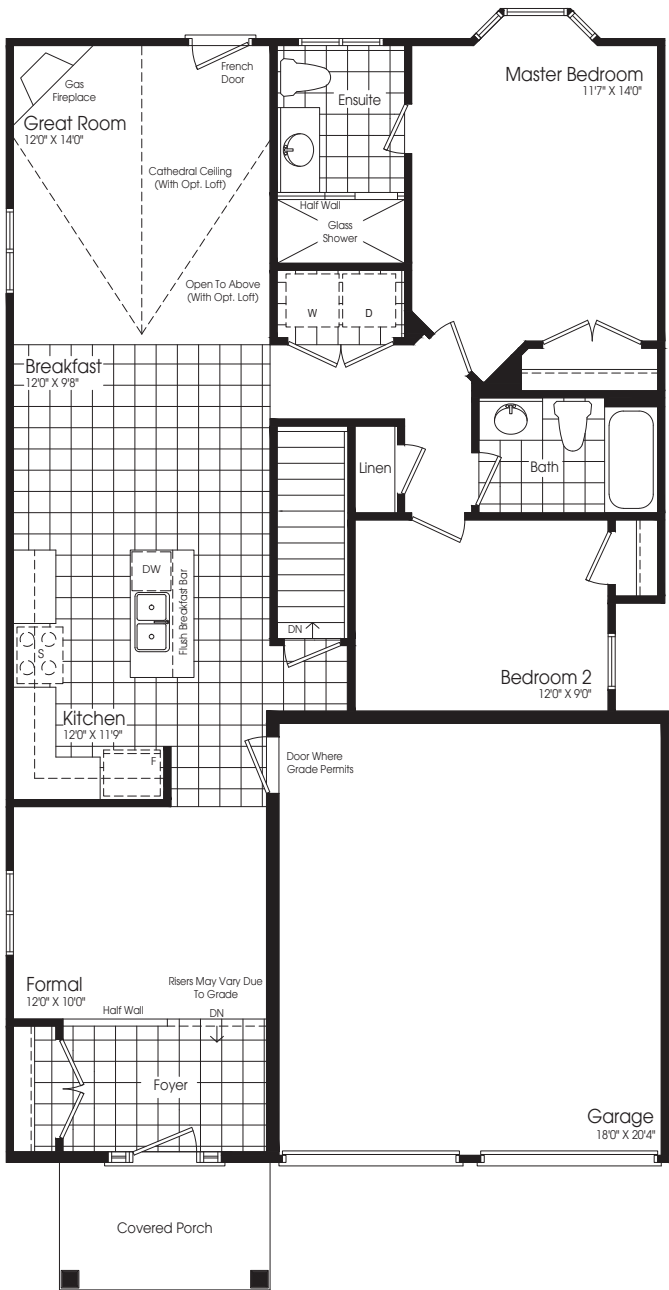 French
Door
Gas
Fireplace
Great Room
12'0" X 14'0"
Ensuite
Master Bedroom
11'7" X 14'0"
Cathedral Ceiling
(With Opt. Loft)
Half Wall
Glass
Shower
Open To Above
(With Opt. Loft)
W
D
Breakfast
12'0" X 9'8"
Linen
Bath
DW
Flush Breakfast Bar
S
DN
Bedroom 2
12'0" X 9'0"
Kitchen
12'0" X 11'9"
F
Door Where
Grade Permits
Formal
12'0" X 10'0"
Risers May Vary Due
To Grade
Half Wall
DN
Foyer
Garage
18'0" X 20'4"
Covered Porch